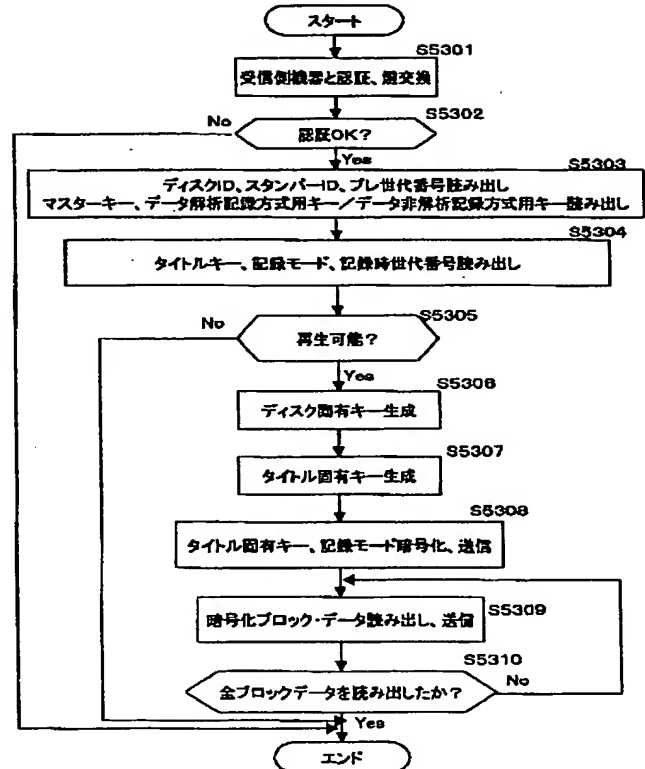 スタート
S5301
受信側機器と認証、鍵交換
S5302
No
認証OK?
Yes
S5303
ディスクID、スタンパーID、プレ世代番号読み出し
マスターキー、データ解析記録方式用キー/データ非解析記録方式用キー読み出し
S5304
タイトルキー、記録モード、記録時世代番号読み出し
S5305
No
再生可能?
Yes
S5306
ディスク固有キー生成
S5307
タイトル固有キー生成
S5308
タイトル固有キー、記録モード暗号化、送信
暗号化ブロック・データ読み出し、送信
S5309
S5310
全ブロックデータを読み出したか?
No
Yes
エンド